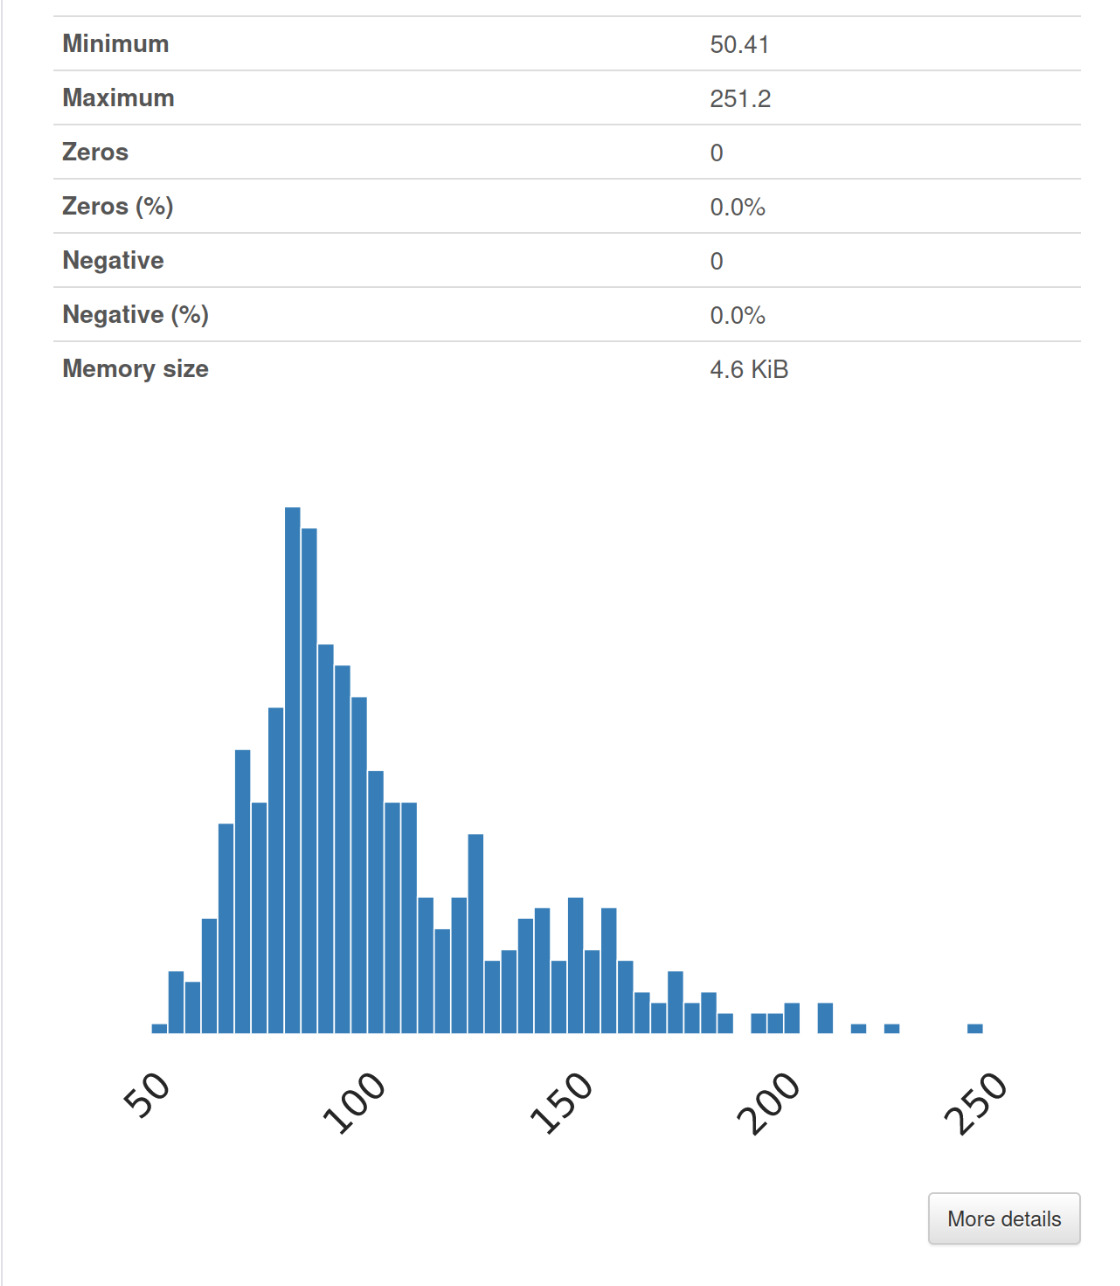 Minimum 50.41
Maximum 251.2
Zeros 0
Zeros (%) 0.0%
Negative 0
Negative (%) 0.0%
Memory size 4.6 KiB
50 100 150 200 250
More details